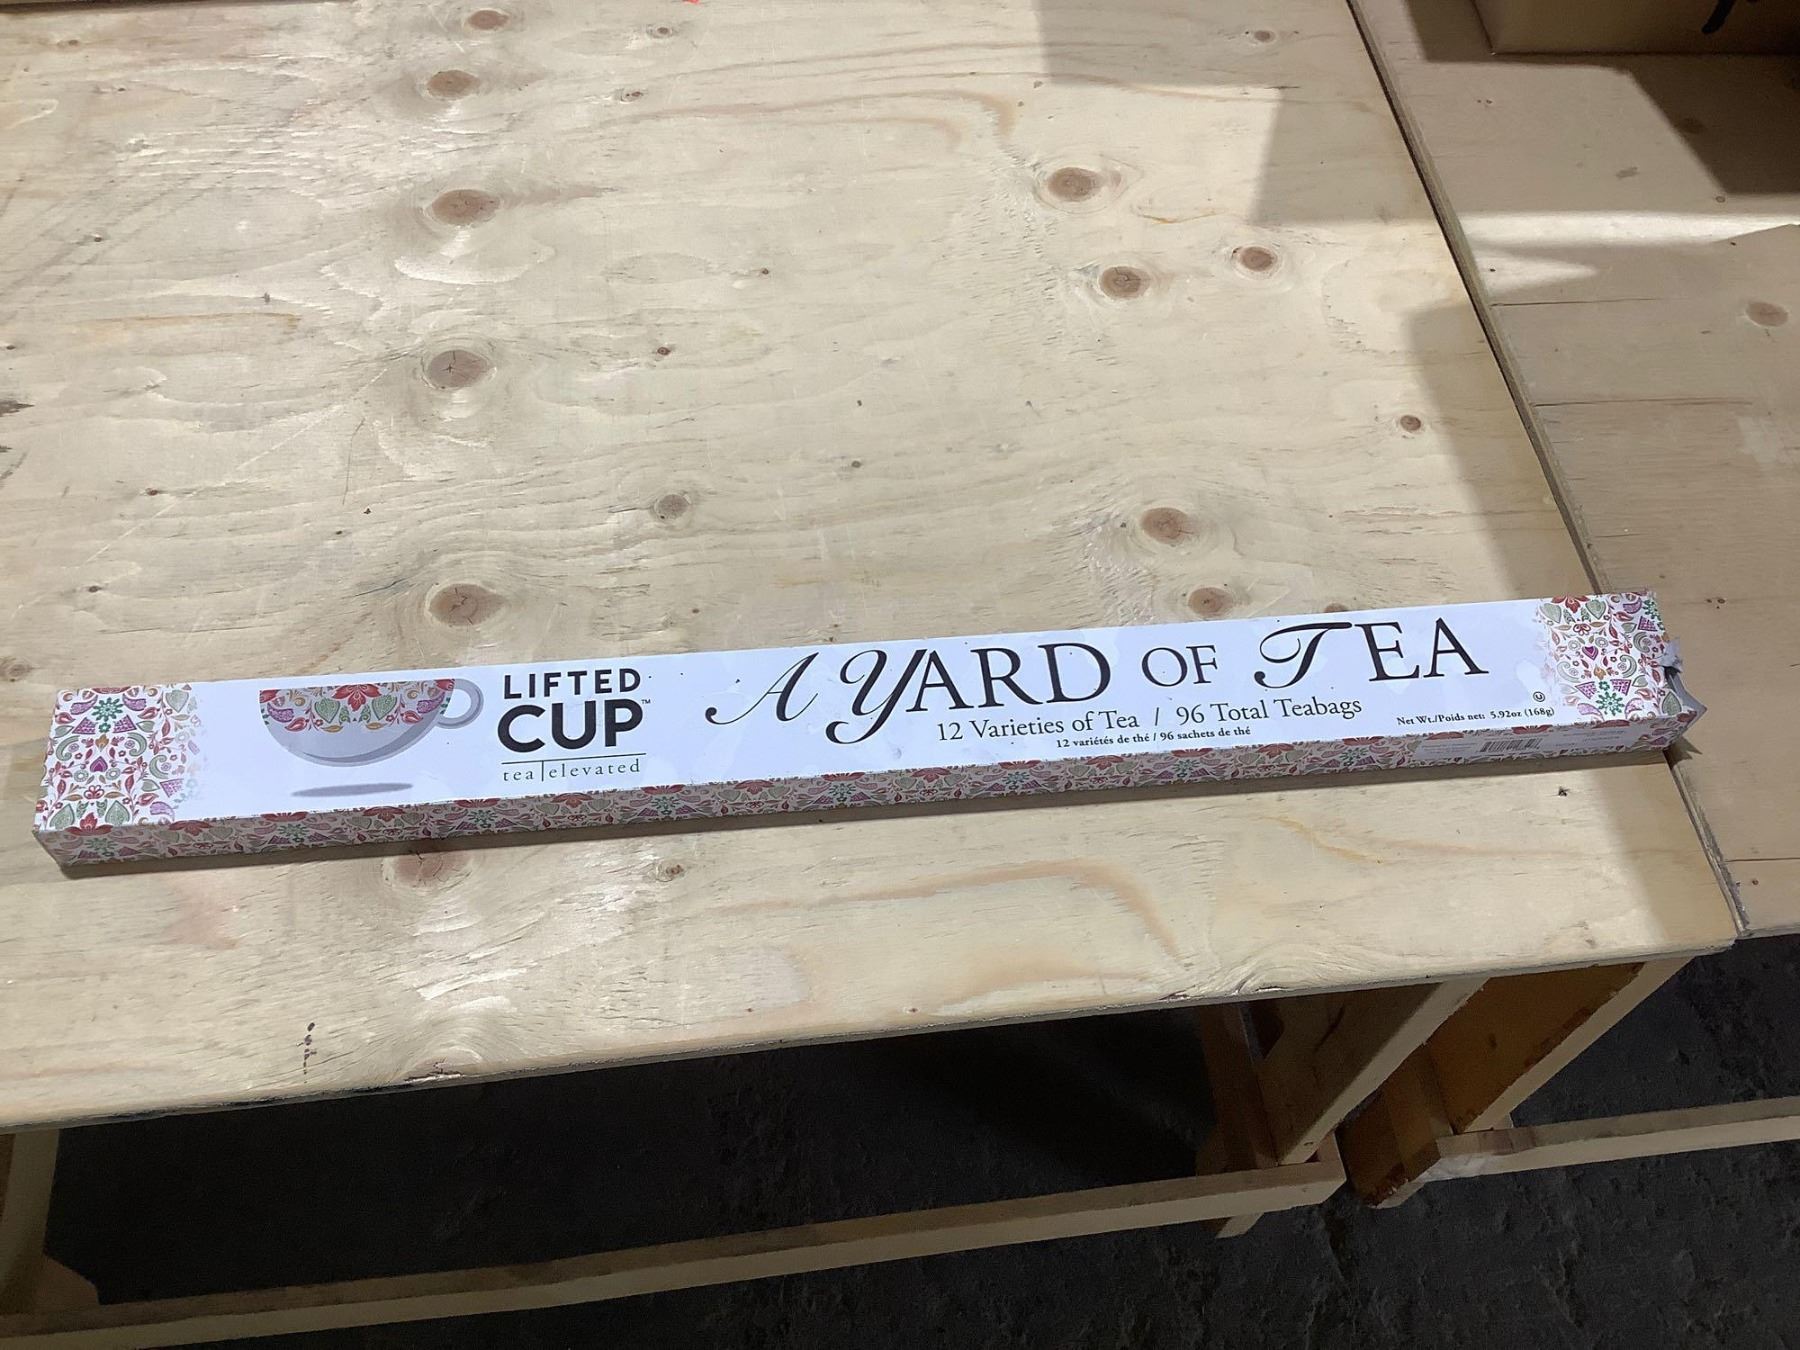 LIFTED
CUP™
tea elevated
A YARD OF TEA
12 Varieties of Tea / 96 Total Teabags
12 variétés de thé / 96 sachets de thé
Net Wt./Poids net: 5.92oz (168g)
U